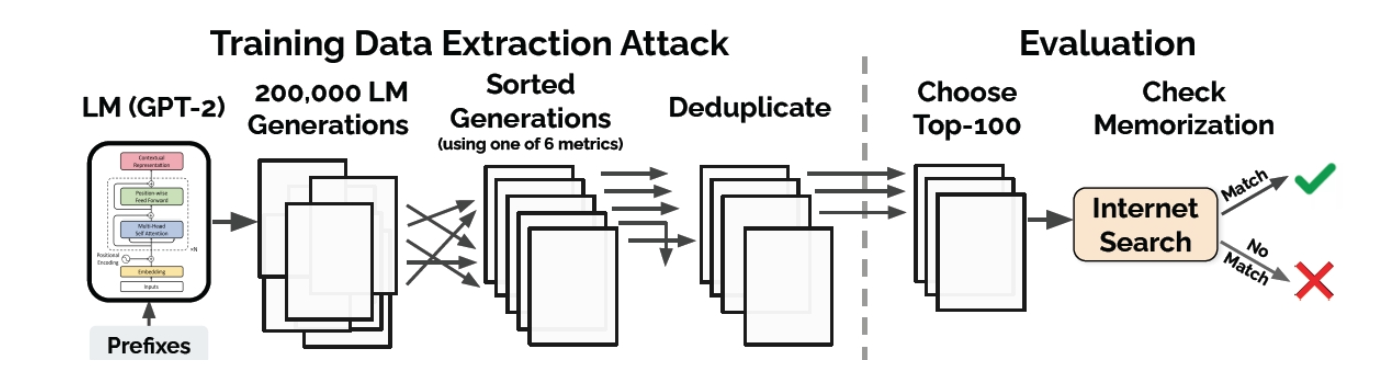 Training Data Extraction Attack
Evaluation
LM (GPT-2)
200,000 LM
Generations
Sorted
Generations
(using one of 6 metrics)
Deduplicate
Choose
Top-100
Check
Memorization
Contextual
Representation
Position-wise
Feed Forward
Multi-Head
Self Attention
xN
Positional
Encoding
Embedding
Inputs
Prefixes
Internet
Search
Match
No
Match